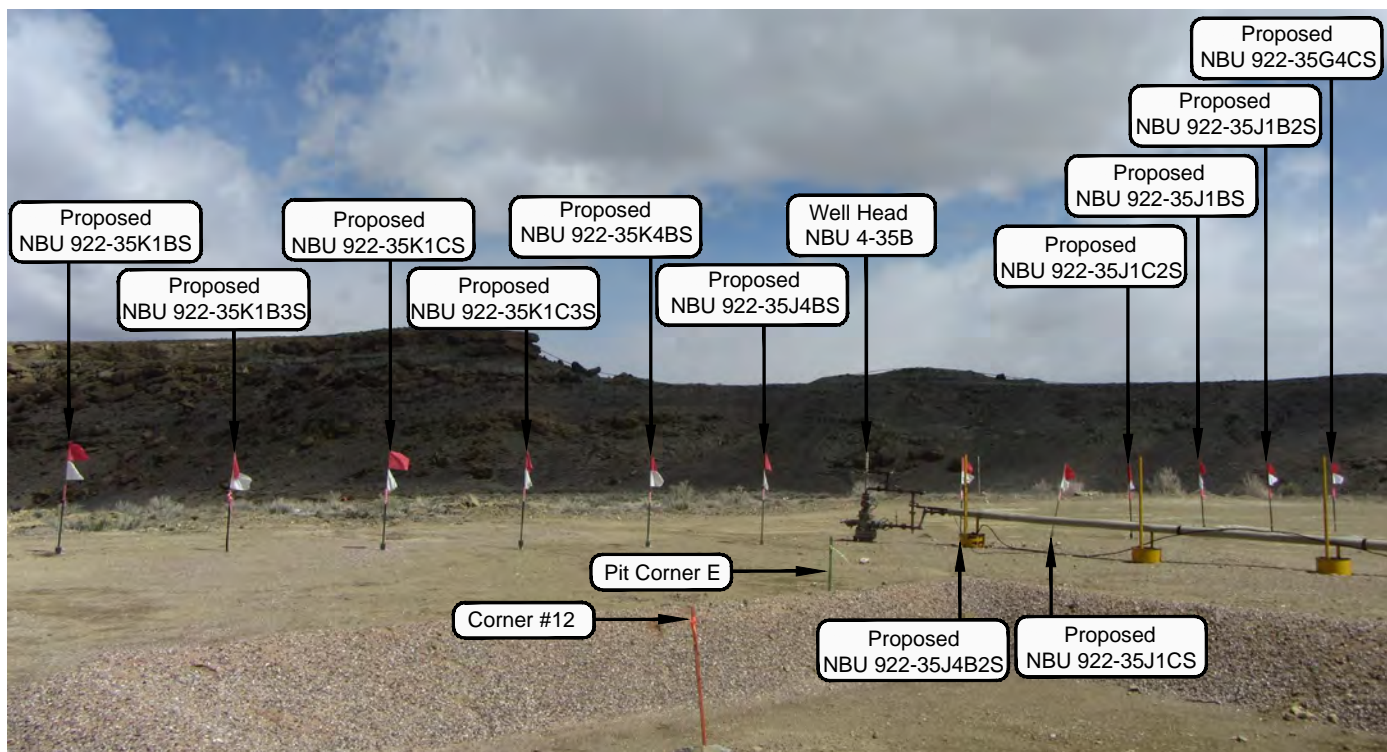 Proposed
NBU 922-35G4CS
Proposed
NBU 922-35J1B2S
Proposed
NBU 922-35J1BS
Proposed
NBU 922-35J1C2S
Proposed
NBU 922-35K1BS
Proposed
NBU 922-35K1CS
Proposed
NBU 922-35K4BS
Well Head
NBU 4-35B
Proposed
NBU 922-35K1B3S
Proposed
NBU 922-35K1C3S
Proposed
NBU 922-35J4BS
Pit Corner E
Corner #12
Proposed
NBU 922-35J4B2S
Proposed
NBU 922-35J1CS